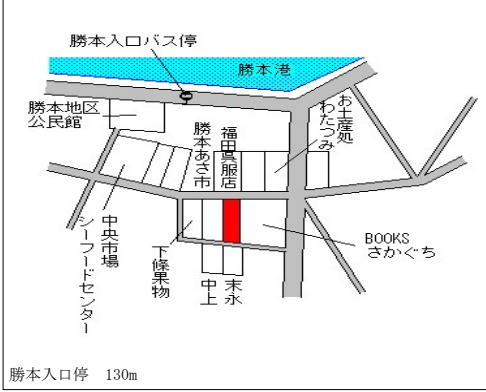 勝本入口バス停
勝本港
勝本地区
公民館
勝本あさ市
福田呉服店
わたつみ
お土産処
シーフードセンター
中央市場
下條果物
中上
末永
BOOKS
さかぐち
勝本入口停 130m